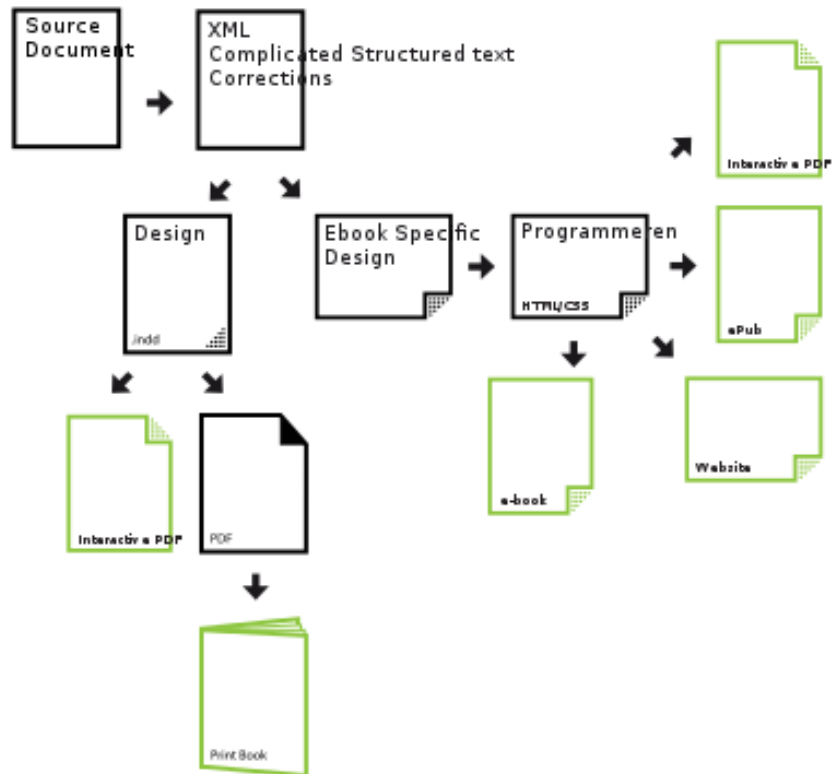 Source
Document
XML
Complicated Structured text
Corrections
Interactive PDF
Design
.indd
Ebook Specific
Design
Programmeren
HTML/CSS
ePub
Interactive PDF
PDF
e-book
Website
Print Book